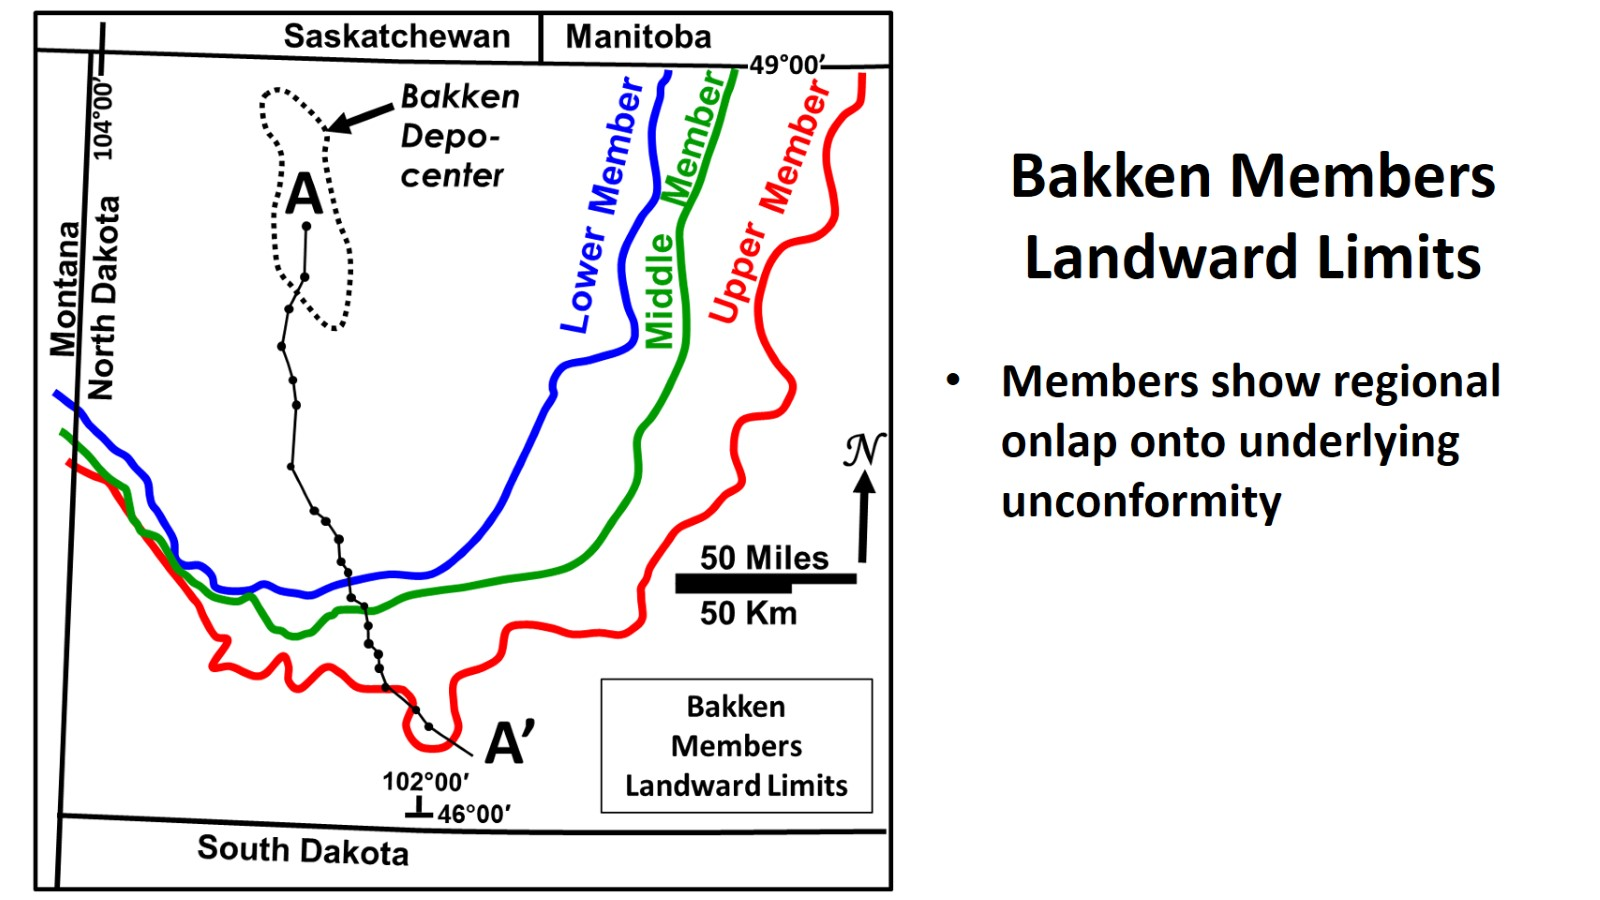 Saskatchewan
Manitoba
49°00′
104°00′
Montana
North Dakota
Bakken
Depo-
center
A
Lower Member
Middle Member
Upper Member
N
50 Miles
50 Km
A′
102°00′
46°00′
Bakken
Members
Landward Limits
South Dakota
Bakken Members
Landward Limits
• Members show regional
onlap onto underlying
unconformity